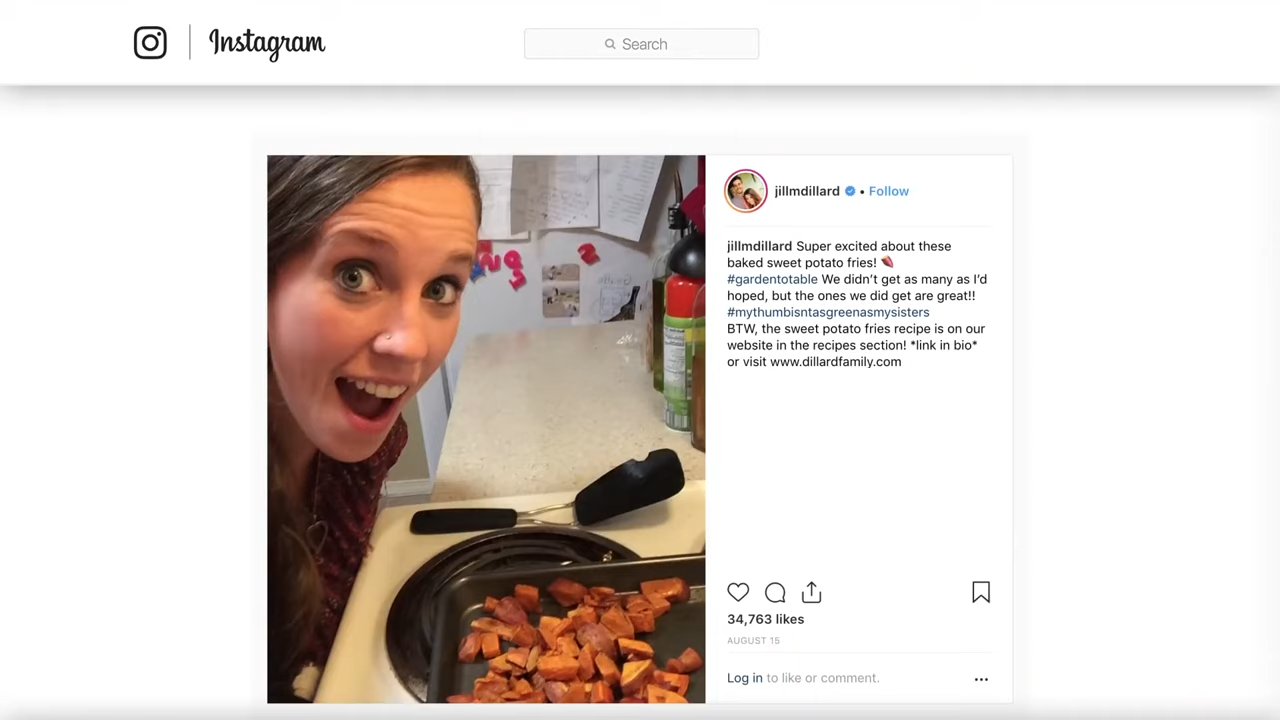 Instagram
Search
jillmdillard • Follow
jillmdillard Super excited about these
baked sweet potato fries! 🍠
#gardentotable We didn’t get as many as I’d
hoped, but the ones we did get are great!!
#mythumbisntasgreenasmysisters
BTW, the sweet potato fries recipe is on our
website in the recipes section! *link in bio*
or visit www.dillardfamily.com
34,763 likes
AUGUST 15
Log in to like or comment.